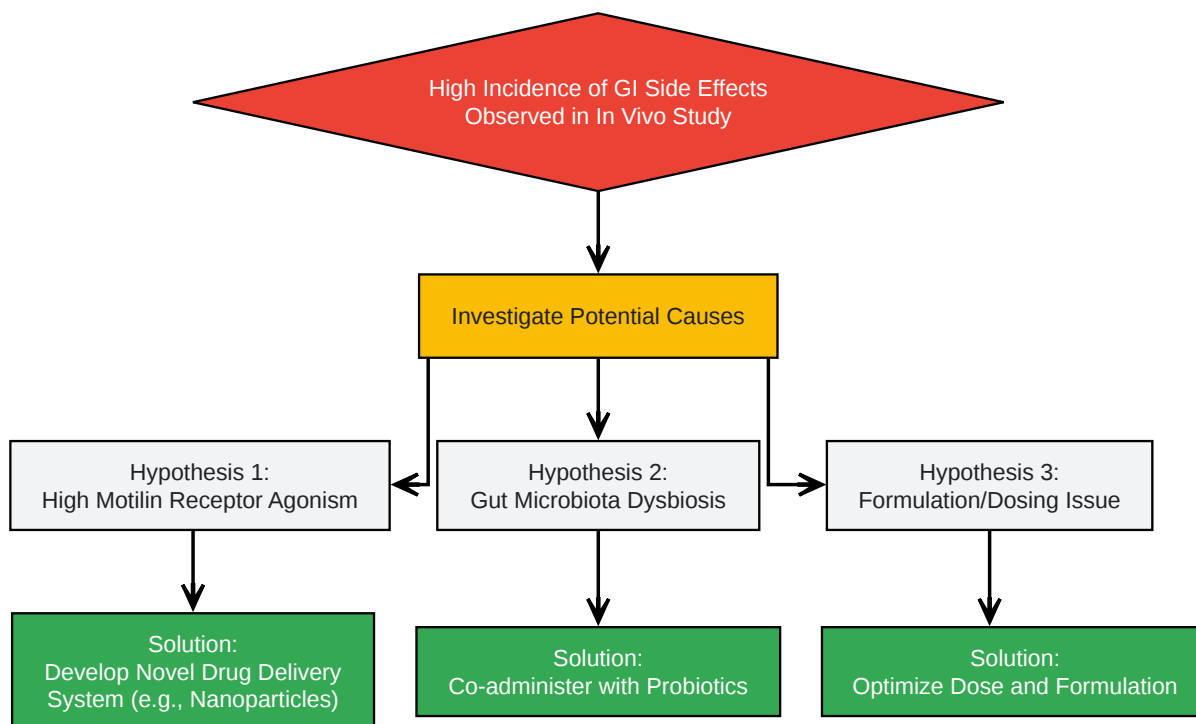 High Incidence of GI Side Effects
Observed in In Vivo Study
Investigate Potential Causes
Hypothesis 1:
High Motilin Receptor Agonism
Hypothesis 2:
Gut Microbiota Dysbiosis
Hypothesis 3:
Formulation/Dosing Issue
Solution:
Develop Novel Drug Delivery
System (e.g., Nanoparticles)
Solution:
Co-administer with Probiotics
Solution:
Optimize Dose and Formulation